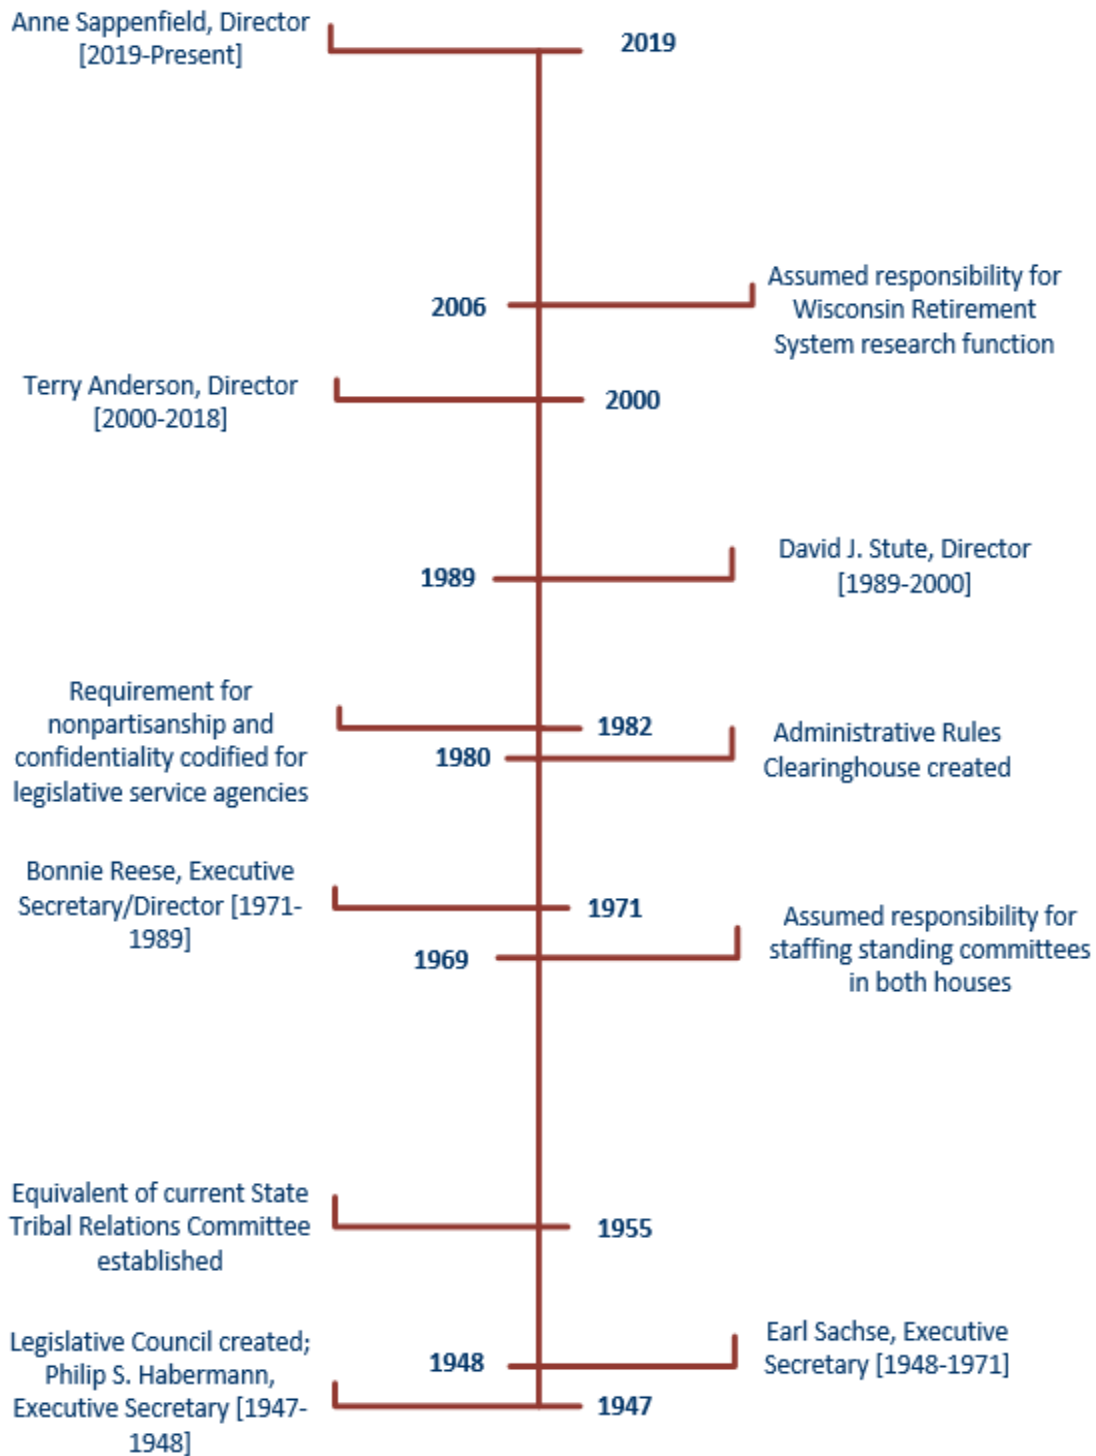 Anne Sappenfield, Director
[2019-Present]
2019
2006
Assumed responsibility for
Wisconsin Retirement
System research function
Terry Anderson, Director
[2000-2018]
2000
1989
David J. Stute, Director
[1989-2000]
Requirement for
nonpartisanship and
confidentiality codified for
legislative service agencies
1982
1980
Administrative Rules
Clearinghouse created
Bonnie Reese, Executive
Secretary/Director [1971-
1989]
1971
1969
Assumed responsibility for
staffing standing committees
in both houses
Equivalent of current State
Tribal Relations Committee
established
1955
1948
Earl Sachse, Executive
Secretary [1948-1971]
Legislative Council created;
Philip S. Habermann,
Executive Secretary [1947-
1948]
1947